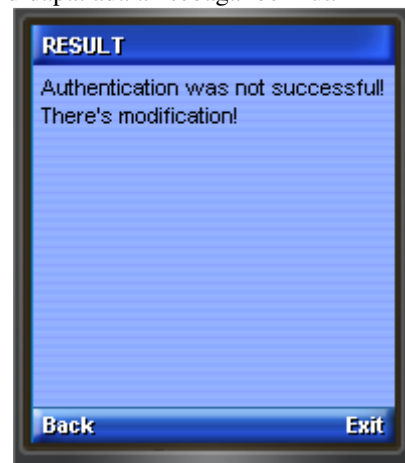 RESULT
Authentication was not successful!
There's modification!
Back Exit